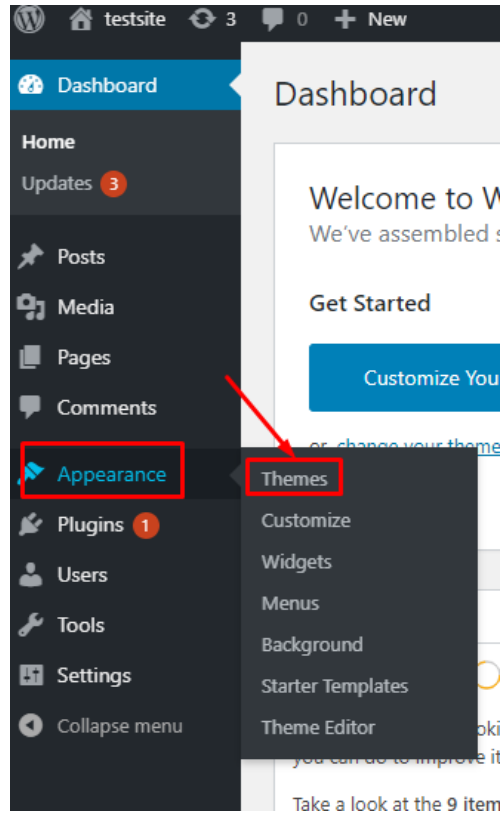 testsite 3 0 New
Dashboard
Home
Updates 3
Posts
Media
Pages
Comments
Appearance
Plugins 1
Users
Tools
Settings
Collapse menu
Themes
Customize
Widgets
Menus
Background
Starter Templates
Theme Editor
Dashboard
Welcome to W
We've assembled s
Get Started
Customize You
or, change your theme
you can do to improve it
Take a look at the 9 item